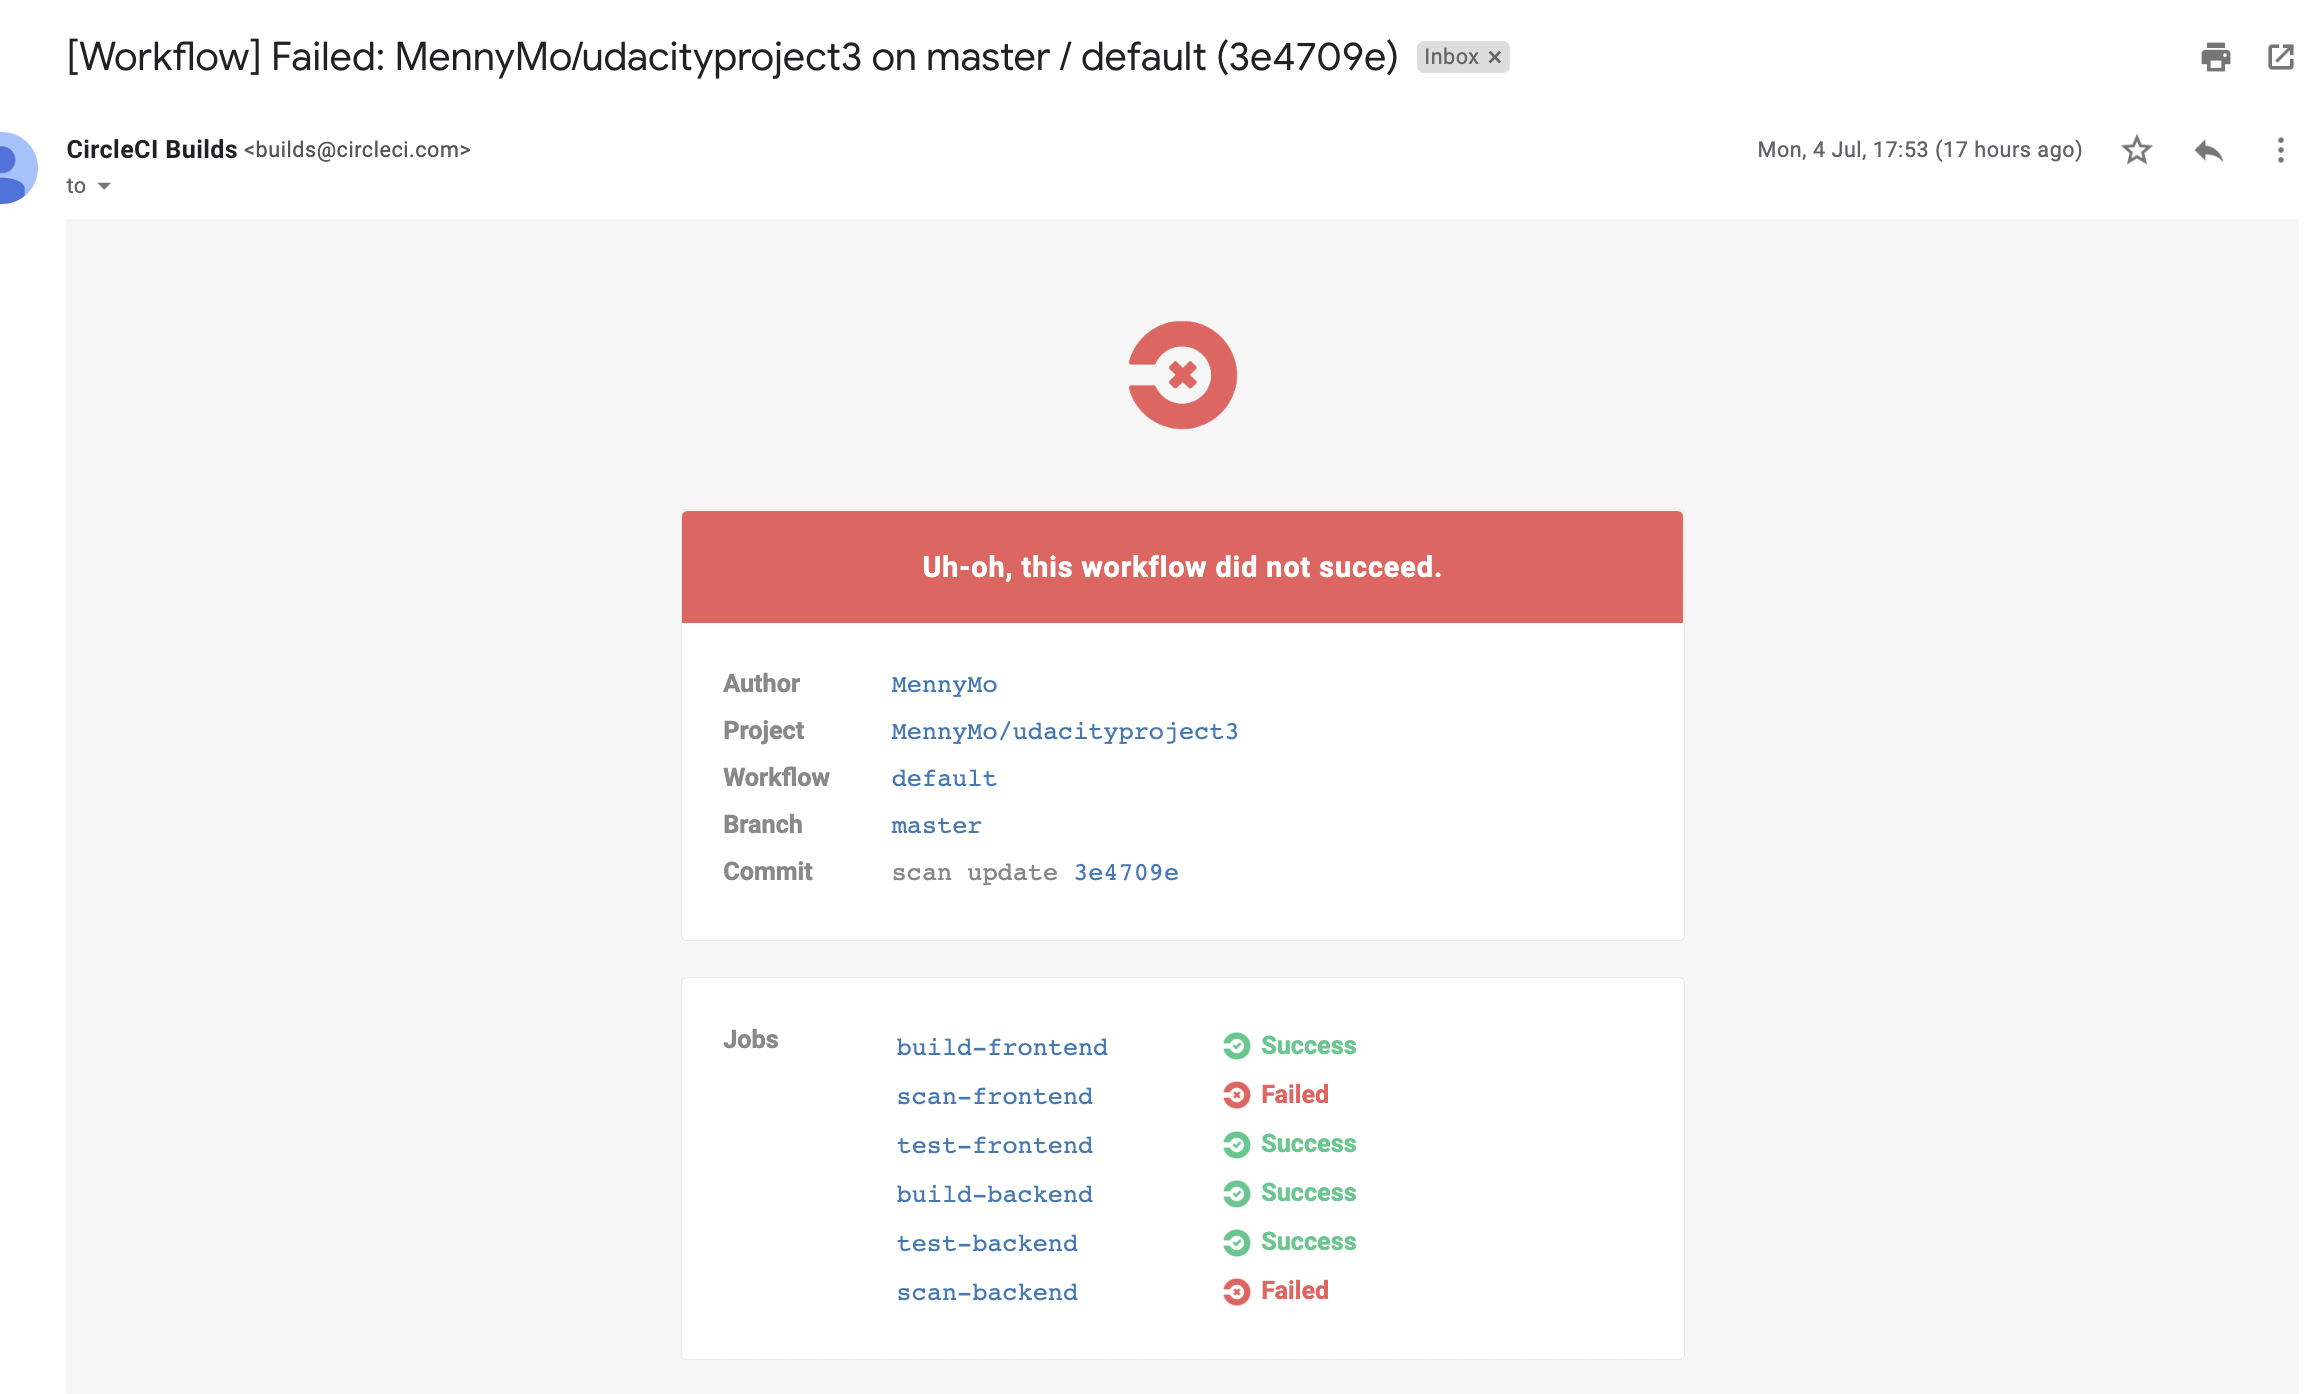 [Workflow] Failed: MennyMo/udacityproject3 on master / default (3e4709e) Inbox ×
CircleCI Builds <builds@circleci.com> Mon, 4 Jul, 17:53 (17 hours ago)
to
Uh-oh, this workflow did not succeed.
Author MennyMo
Project MennyMo/udacityproject3
Workflow default
Branch master
Commit scan update 3e4709e
Jobs build-frontend Success
scan-frontend Failed
test-frontend Success
build-backend Success
test-backend Success
scan-backend Failed